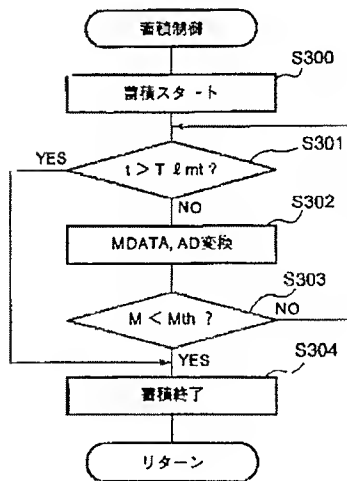 蓄積制御
S300
蓄積スタート
S301
YES
t > Tℓmt ?
NO
S302
MDATA, AD変換
S303
M < Mth ?
NO
YES
S304
蓄積終了
リターン